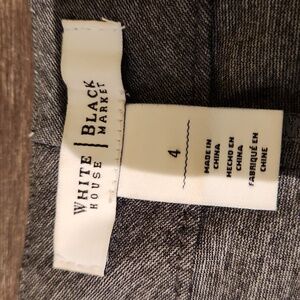 WHITE | BLACK
HOUSE | MARKET
4
MADE IN
CHINA
HECHO EN
CHINA
FABRIQUÉ EN
CHINE